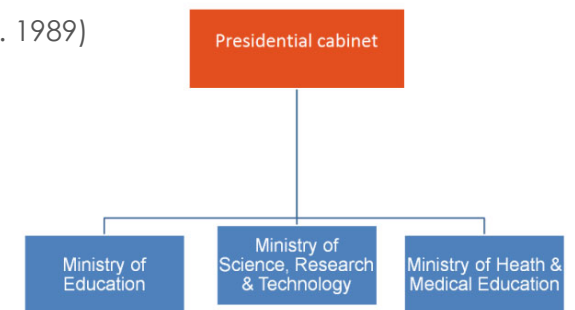 . 1989)
Presidential cabinet
Ministry of
Education
Ministry of
Science, Research
& Technology
Ministry of Heath &
Medical Education